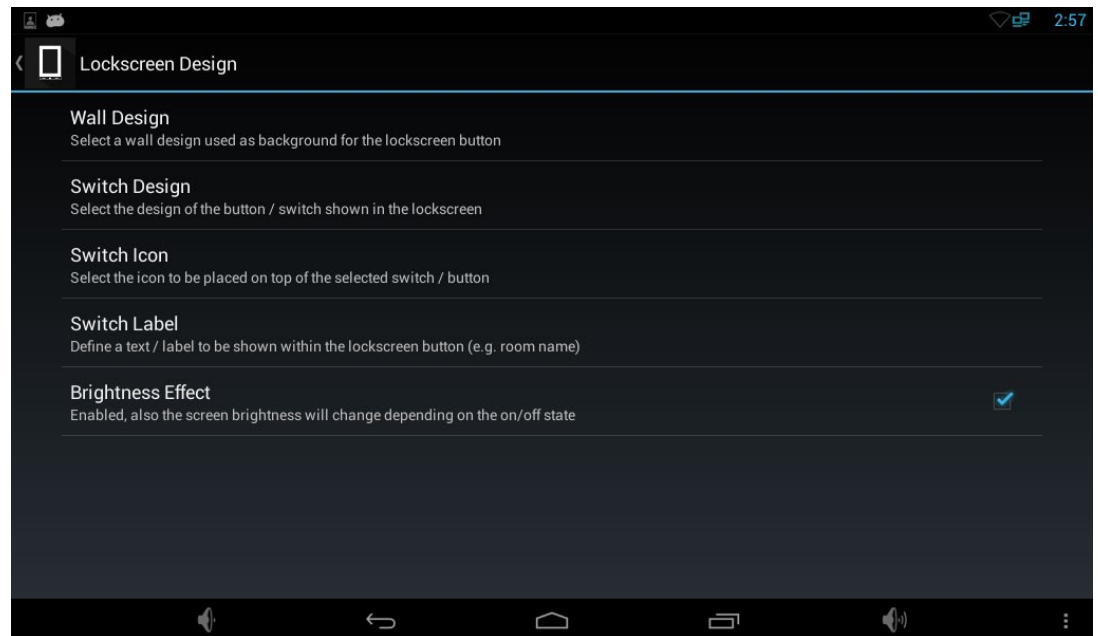 2:57
Lockscreen Design
Wall Design
Select a wall design used as background for the lockscreen button
Switch Design
Select the design of the button / switch shown in the lockscreen
Switch Icon
Select the icon to be placed on top of the selected switch / button
Switch Label
Define a text / label to be shown within the lockscreen button (e.g. room name)
Brightness Effect
Enabled, also the screen brightness will change depending on the on/off state